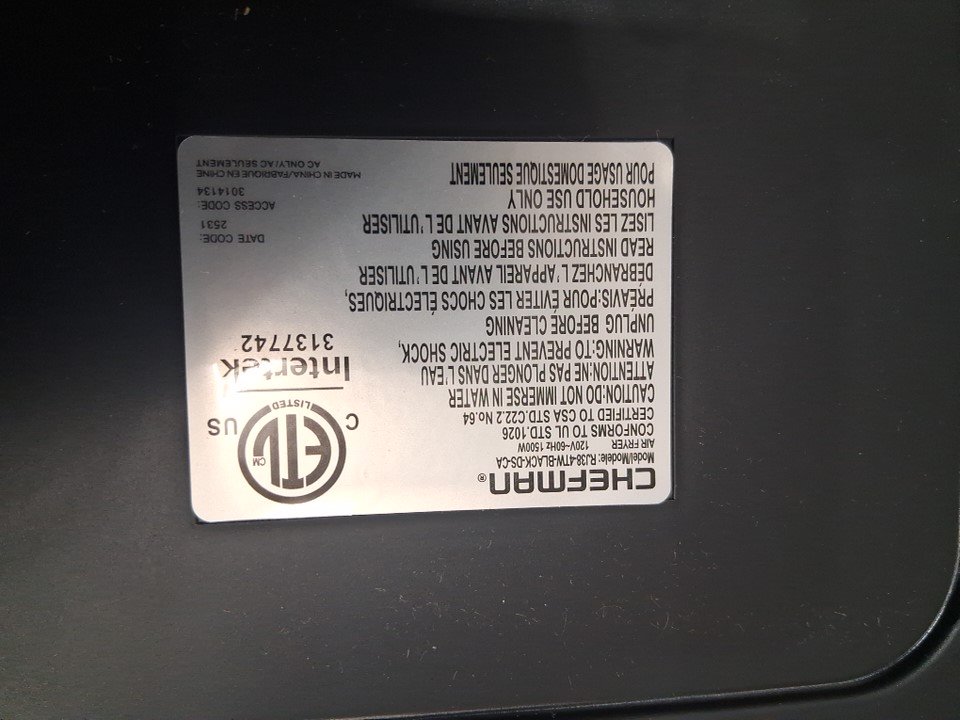 CHEFMAN®
Model/Modèle: RJ38-4TW-BLACK-DS-CA
AIR FRYER 120V~60Hz 1500W
CONFORMS TO UL STD.1026
CERTIFIED TO CSA STD.C22.2 No.64
CAUTION:DO NOT IMMERSE IN WATER
ATTENTION:NE PAS PLONGER DANS L'EAU
WARNING:TO PREVENT ELECTRIC SHOCK,
UNPLUG BEFORE CLEANING
PRÉAVIS:POUR ÉVITER LES CHOCS ÉLECTRIQUES,
DÉBRANCHEZ L'APPAREIL AVANT DE L'UTILISER
READ INSTRUCTIONS BEFORE USING
LISEZ LES INSTRUCTIONS AVANT DE L'UTILISER
HOUSEHOLD USE ONLY
POUR USAGE DOMESTIQUE SEULEMENT
ETL CM
LISTED
C US
Intertek
3137742
DATE CODE:
2531
ACCESS CODE:
3014134
MADE IN CHINA/FABRIQUE EN CHINE
AC ONLY/AC SEULEMENT